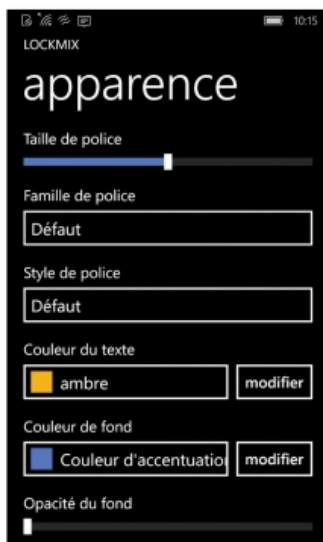 10:15
LOCKMIX
apparence
Taille de police
Famille de police
Défaut
Style de police
Défaut
Couleur du texte
ambre modifier
Couleur de fond
Couleur d'accentuatio modifier
Opacité du fond